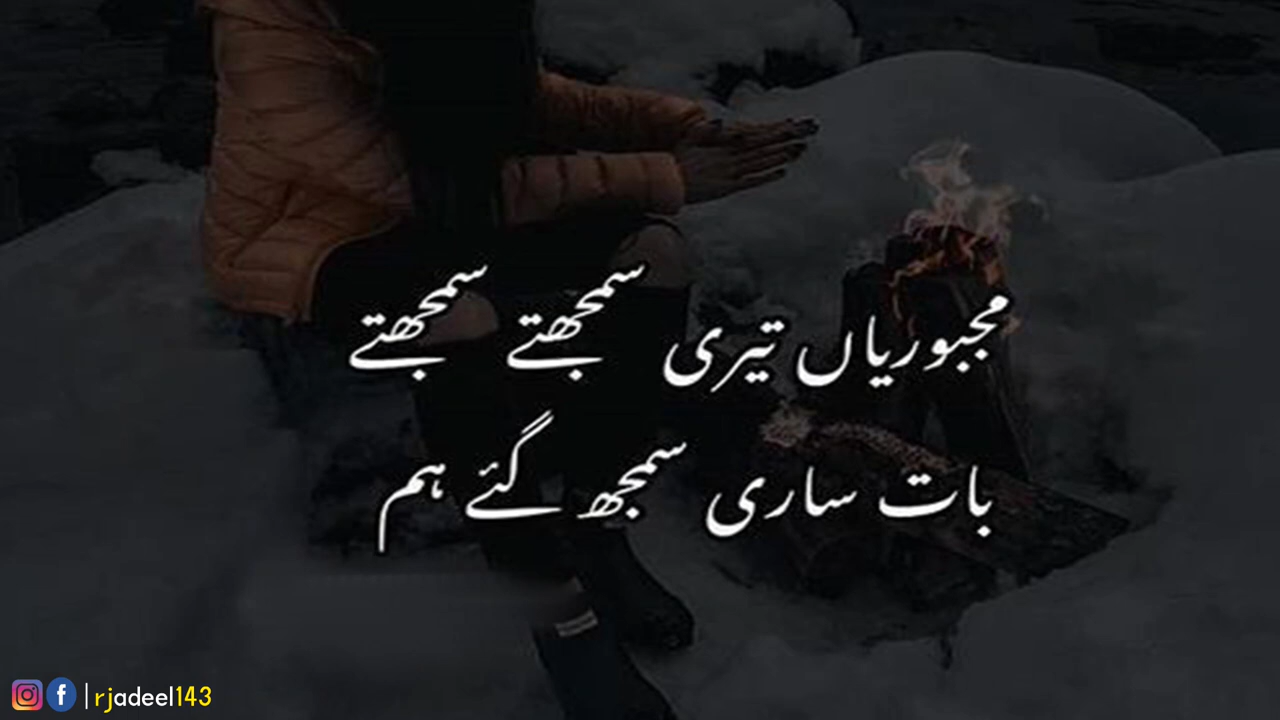 مجبوریاں تیری سمجھتے سمجھتے
بات ساری سمجھ گئے ہم
| rjadeel143